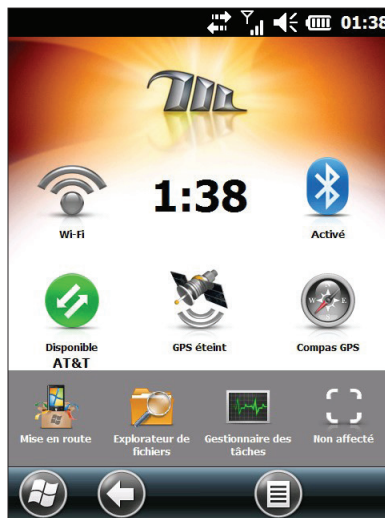 01:38
1:38
Wi-Fi
Activé
Disponible
AT&T
GPS éteint
Compas GPS
Mise en route
Explorateur de
fichiers
Gestionnaire des
tâches
Non affecté